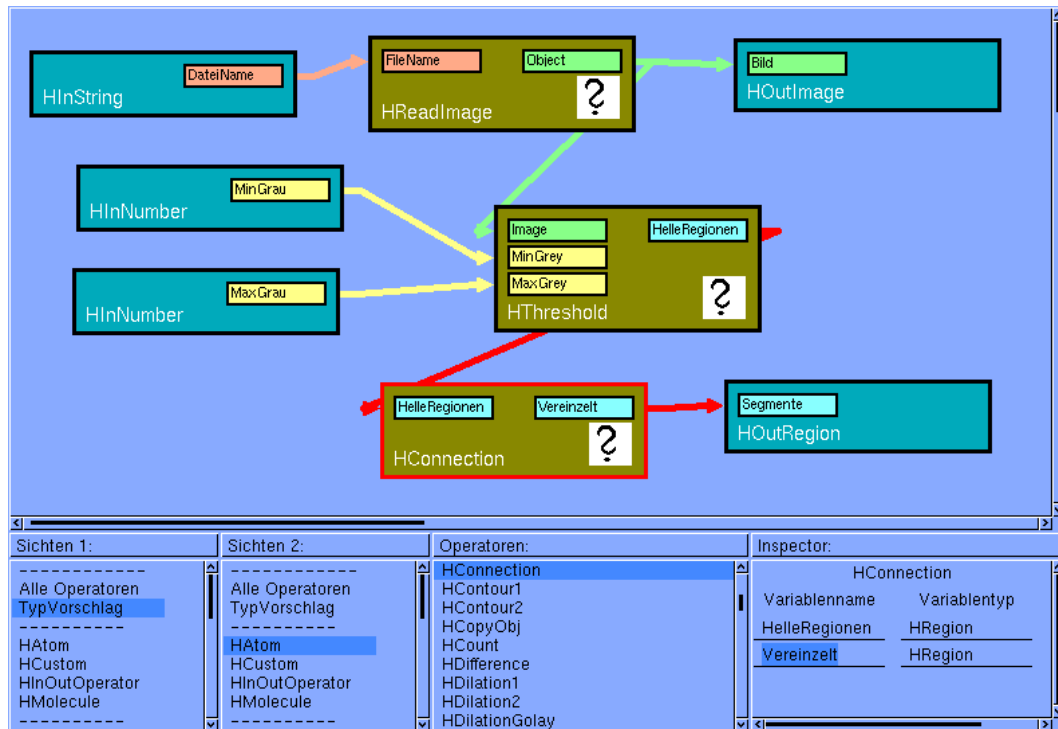 DateiName
HInString
FileName Object
?
HReadImage
Bild
HOutImage
MinGrau
HInNumber
MaxGrau
HInNumber
Image HelleRegionen
MinGrey
MaxGrey
?
HThreshold
HelleRegionen Vereinzelt
?
HConnection
Segmente
HOutRegion
Sichten 1:
------------
Alle Operatoren
TypVorschlag
----------
HAtom
HCustom
HInOutOperator
HMolecule
----------
Sichten 2:
------------
Alle Operatoren
TypVorschlag
----------
HAtom
HCustom
HInOutOperator
HMolecule
----------
Operatoren:
HConnection
HContour1
HContour2
HCopyObj
HCount
HDifference
HDilation1
HDilation2
HDilationGolay
Inspector:
HConnection
Variablenname Variablentyp
HelleRegionen HRegion
Vereinzelt HRegion